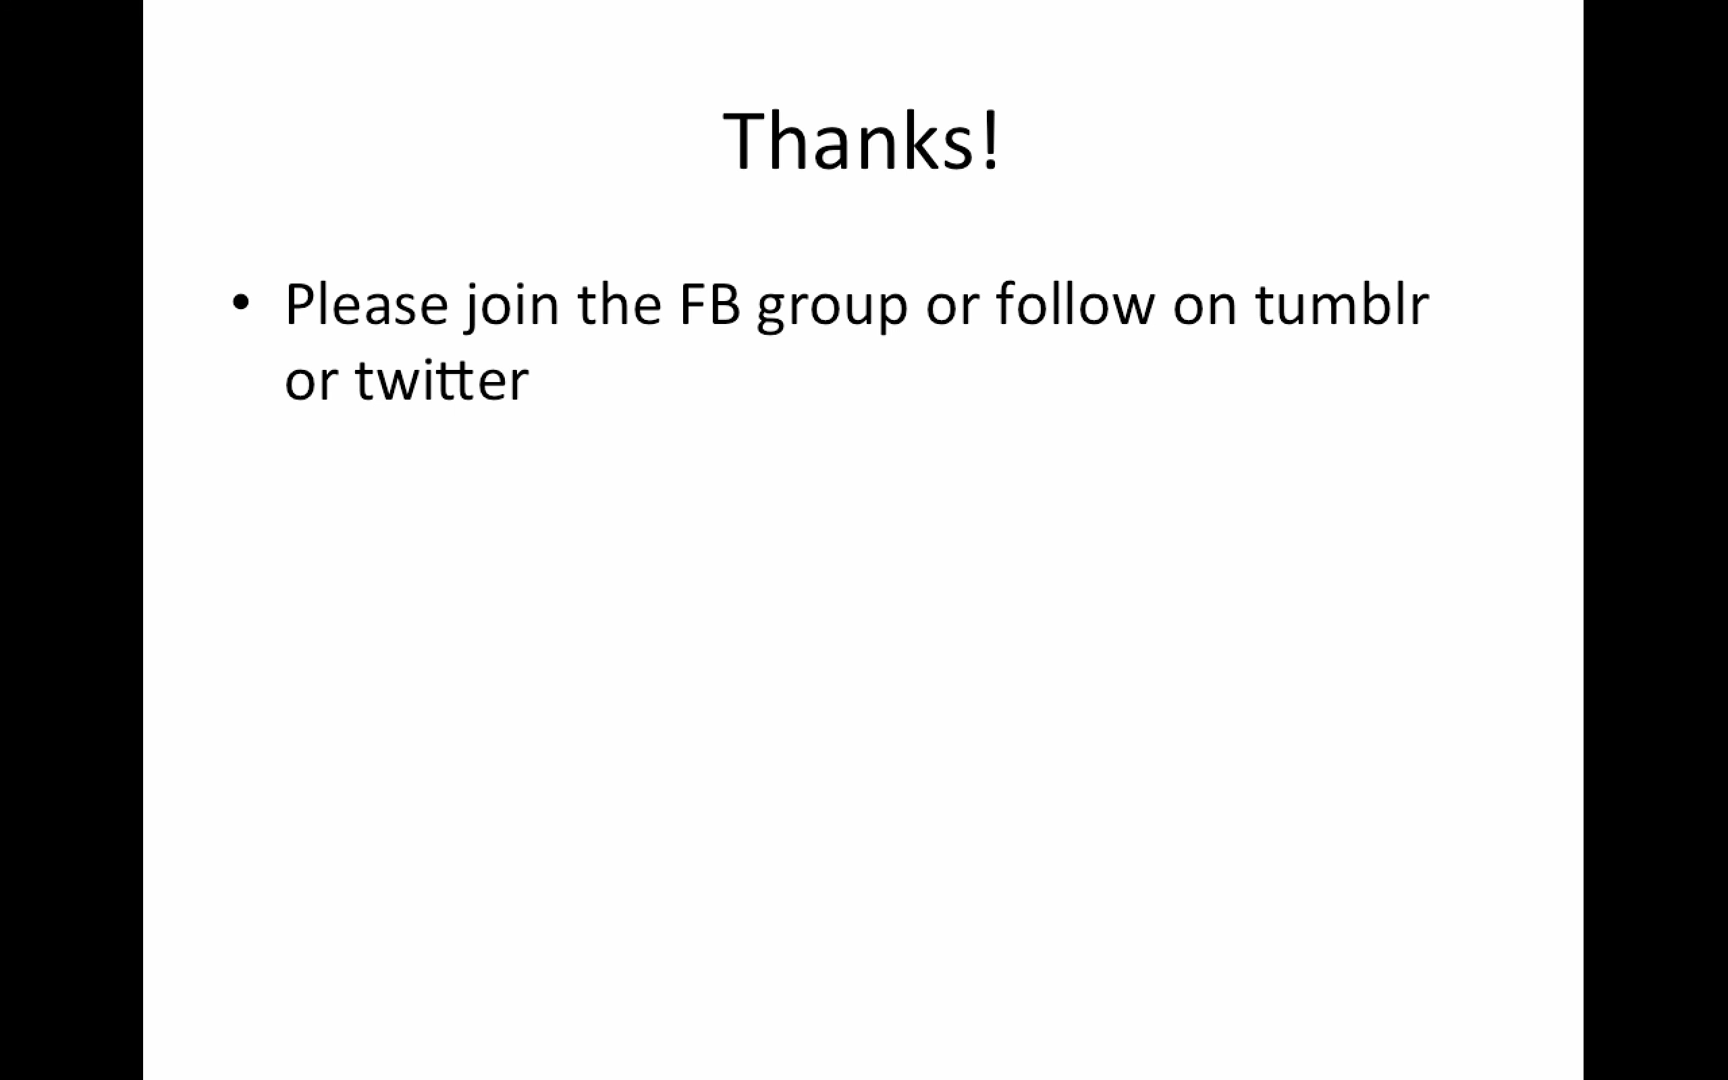 Thanks!
• Please join the FB group or follow on tumblr
or twitter